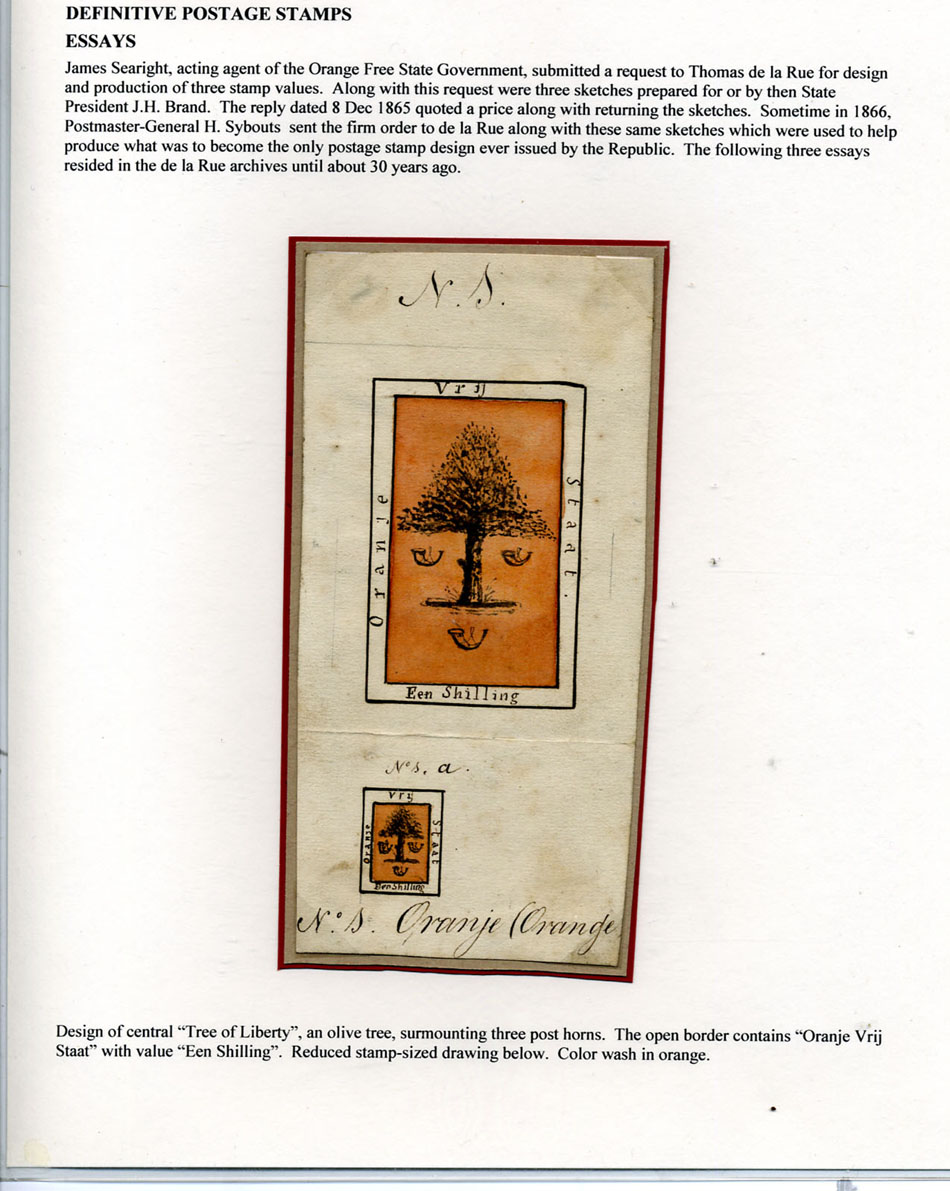 DEFINITIVE POSTAGE STAMPS
ESSAYS
James Searight, acting agent of the Orange Free State Government, submitted a request to Thomas de la Rue for design
and production of three stamp values. Along with this request were three sketches prepared for or by then State
President J.H. Brand. The reply dated 8 Dec 1865 quoted a price along with returning the sketches. Sometime in 1866,
Postmaster-General H. Sybouts sent the firm order to de la Rue along with these same sketches which were used to help
produce what was to become the only postage stamp design ever issued by the Republic. The following three essays
resided in the de la Rue archives until about 30 years ago.
Vrij
Oranje
Staat.
Een Shilling
a.
Vrij
Oranje
Staat
Een Shilling
Oranje (Orange
Design of central “Tree of Liberty”, an olive tree, surmounting three post horns. The open border contains “Oranje Vrij
Staat” with value “Een Shilling”. Reduced stamp-sized drawing below. Color wash in orange.